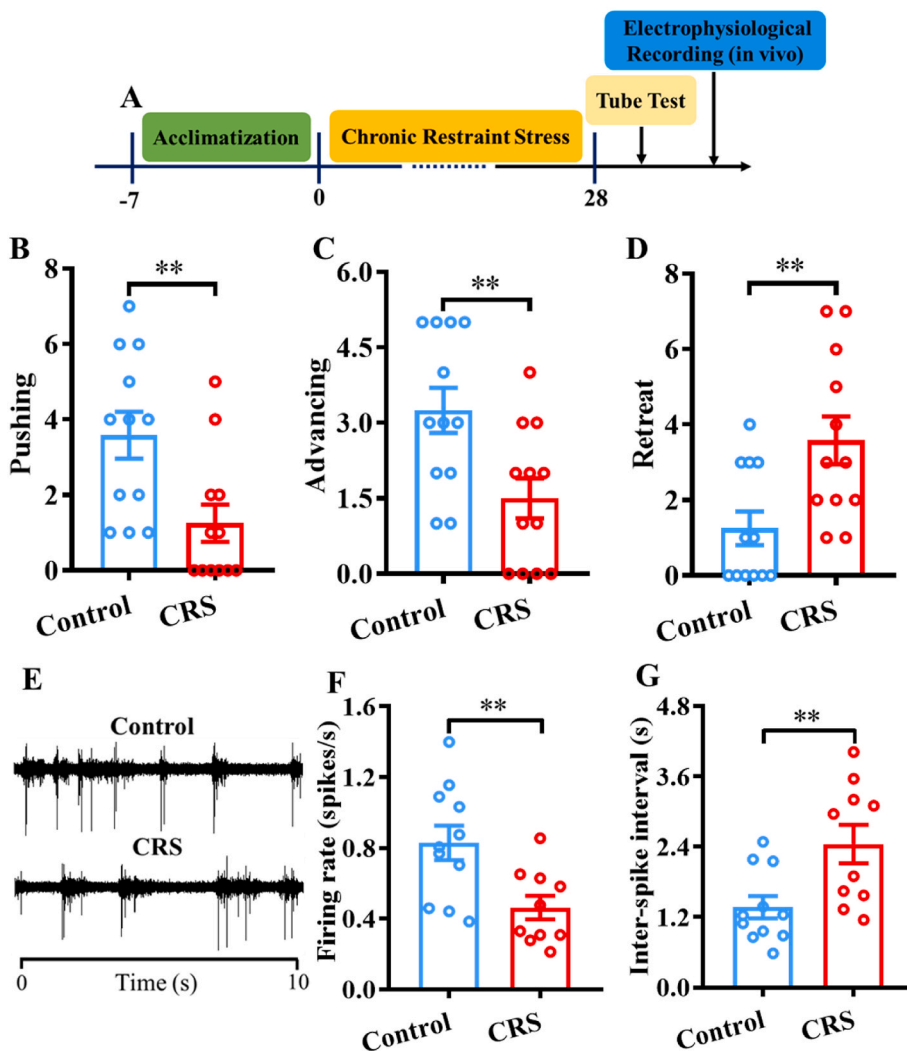 Electrophysiological
Recording (in vivo)
A
Tube Test
Acclimatization
Chronic Restraint Stress
-7
0
28
B
**
8
6
4
2
0
Pushing
Control
CRS
C
**
6.0
4.5
3.0
1.5
0.0
Advancing
Control
CRS
D
**
8
6
4
2
0
Retreat
Control
CRS
E
Control
CRS
0
Time (s)
10
F
**
1.6
1.2
0.8
0.4
0.0
Firing rate (spikes/s)
Control
CRS
G
**
4.8
3.6
2.4
1.2
0.0
Inter-spike interval (s)
Control
CRS